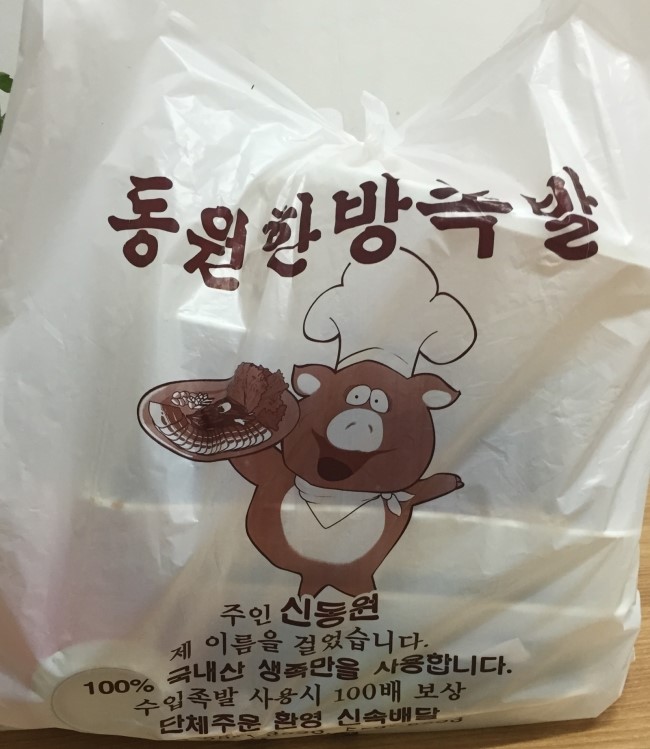 동원한방족발
주인 신동원
제 이름을 걸었습니다.
100% 국내산 생족만을 사용합니다.
수입족발 사용시 100배 보상
단체주문 환영 신속배달